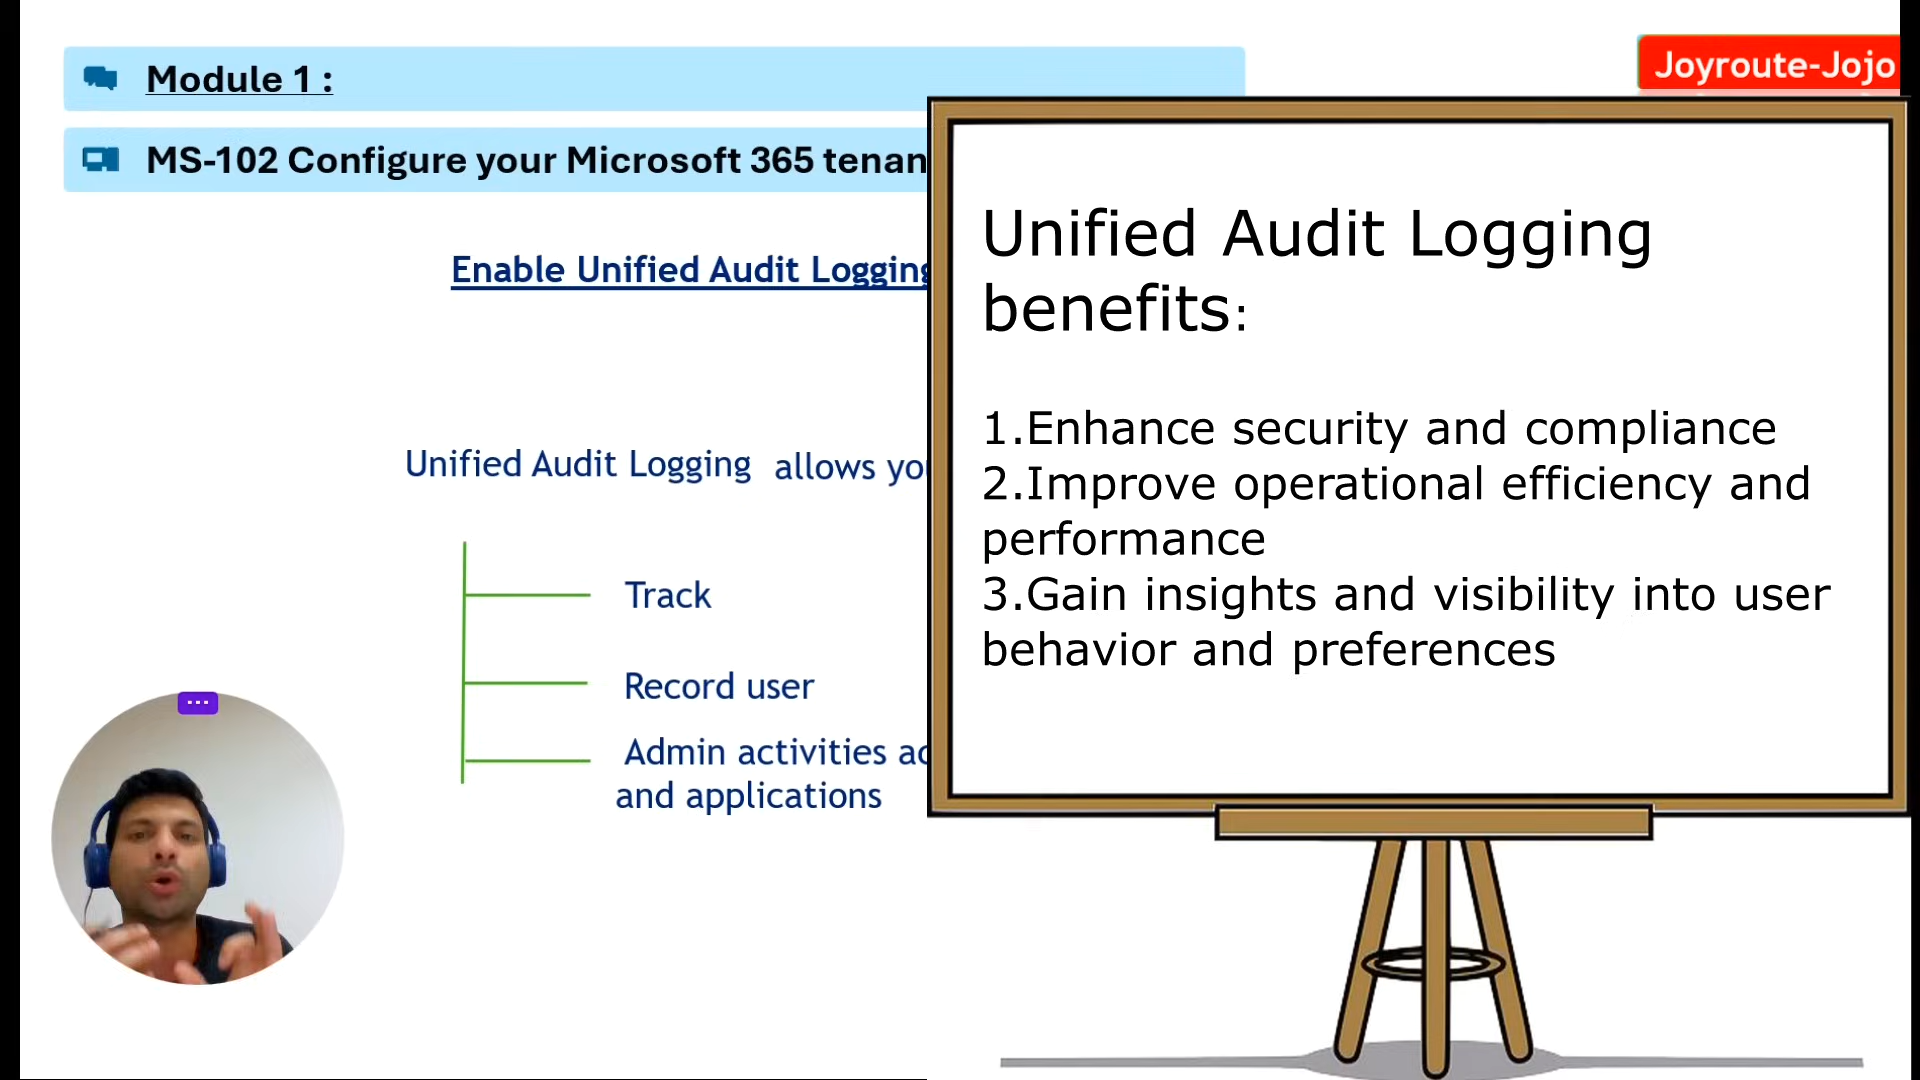 Module 1 :
Joyroute-Jojo
MS-102 Configure your Microsoft 365 tenan
Enable Unified Audit Logging
Unified Audit Logging allows you
Track
Record user
Admin activities ac
and applications
Unified Audit Logging
benefits:
1.Enhance security and compliance
2.Improve operational efficiency and
performance
3.Gain insights and visibility into user
behavior and preferences